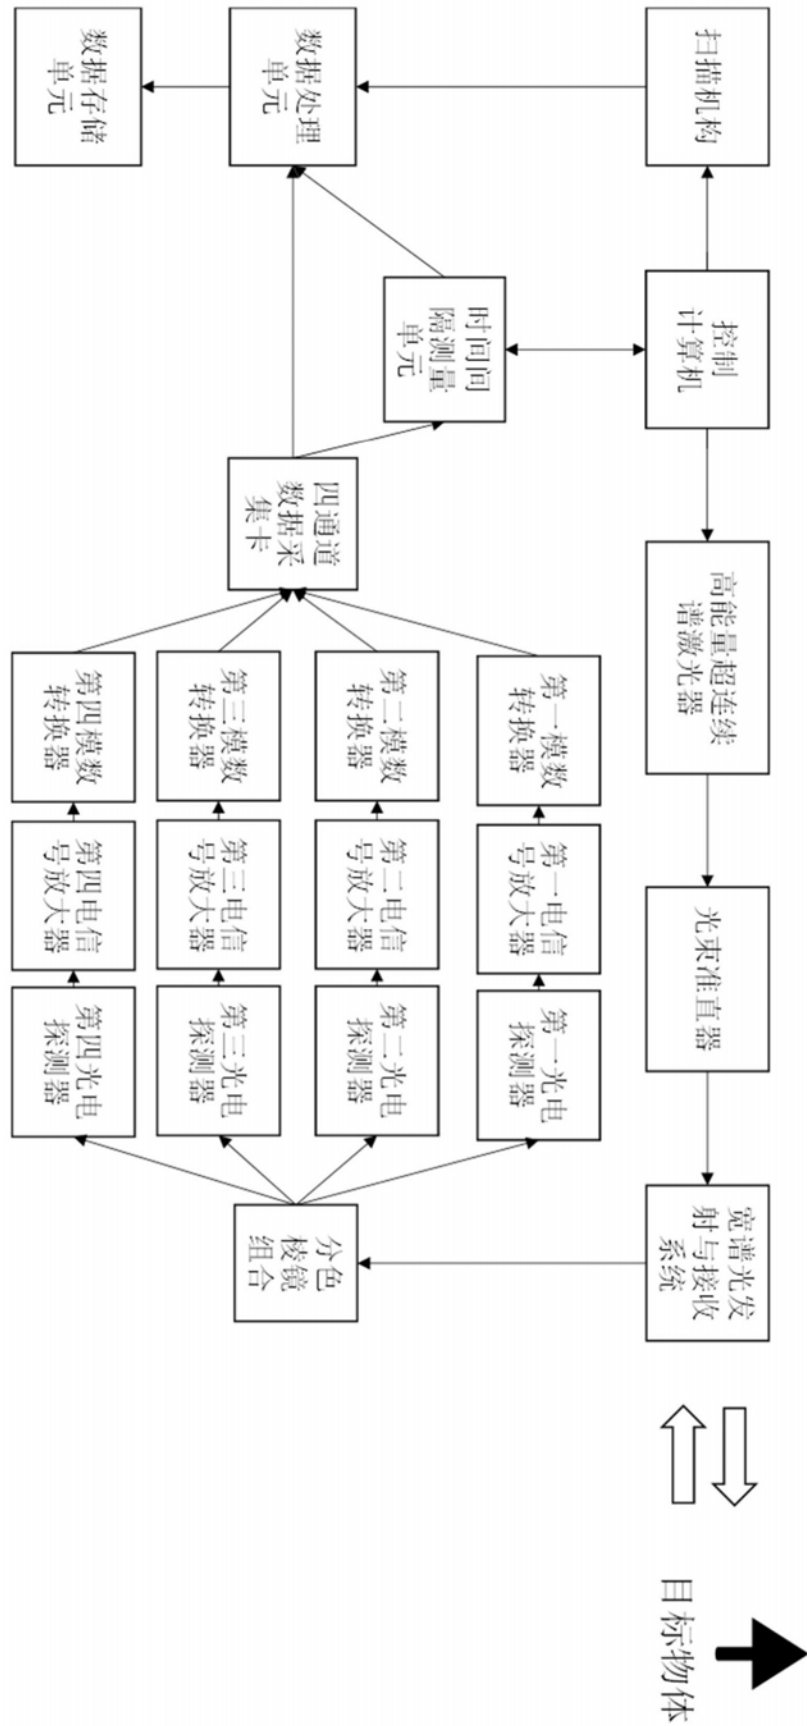 扫描机构
控制
计算机
高能量超连续
谱激光器
光束准直器
宽谱光发
射与接收
系统
目标物体
时间间
隔测量
单元
第一模数
转换器
第一电信
号放大器
第一光电
探测器
数据处理
单元
四通道
数据采
集卡
第二模数
转换器
第二电信
号放大器
第二光电
探测器
分色
棱镜
组合
第三模数
转换器
第三电信
号放大器
第三光电
探测器
数据存储
单元
第四模数
转换器
第四电信
号放大器
第四光电
探测器